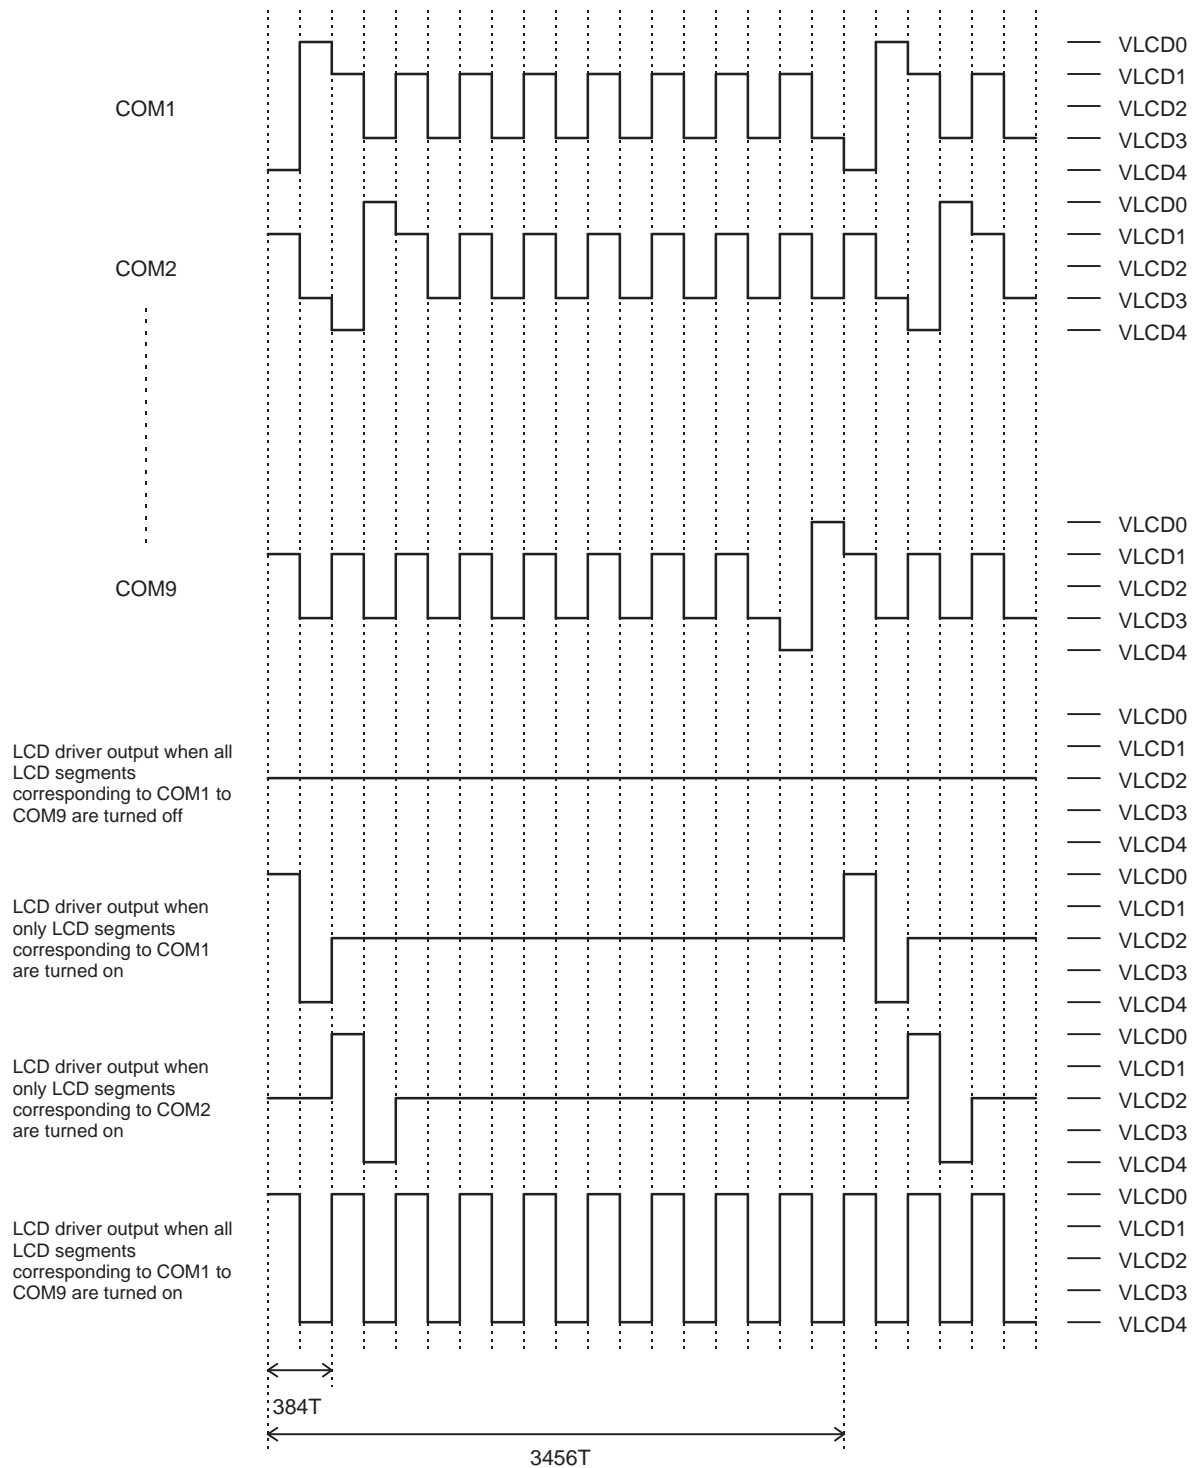 VLCD0
VLCD1
COM1
VLCD2
VLCD3
VLCD4
VLCD0
VLCD1
COM2
VLCD2
VLCD3
VLCD4
VLCD0
VLCD1
COM9
VLCD2
VLCD3
VLCD4
LCD driver output when all
LCD segments
corresponding to COM1 to
COM9 are turned off
VLCD0
VLCD1
VLCD2
VLCD3
VLCD4
LCD driver output when
only LCD segments
corresponding to COM1
are turned on
VLCD0
VLCD1
VLCD2
VLCD3
VLCD4
LCD driver output when
only LCD segments
corresponding to COM2
are turned on
VLCD0
VLCD1
VLCD2
VLCD3
VLCD4
LCD driver output when all
LCD segments
corresponding to COM1 to
COM9 are turned on
VLCD0
VLCD1
VLCD2
VLCD3
VLCD4
384T
3456T